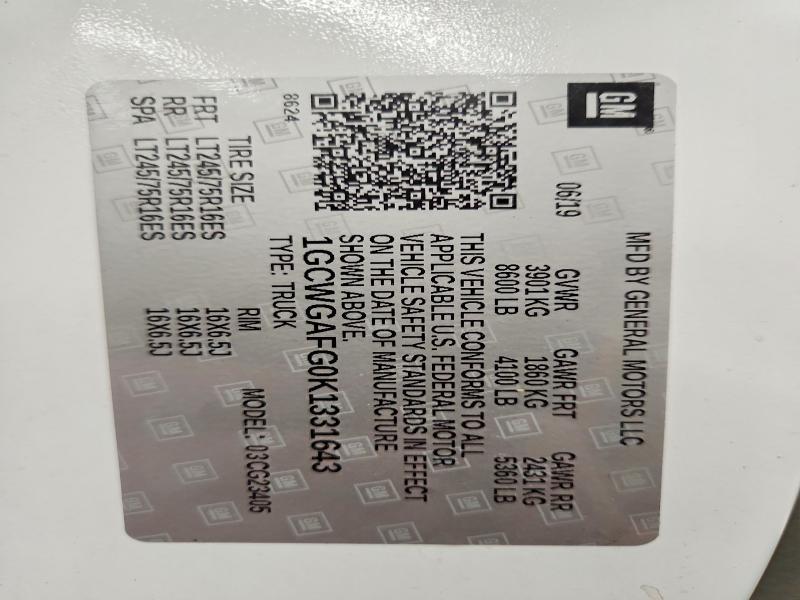 GM
MFD BY GENERAL MOTORS LLC
06/19
GVWR GAWR FRT GAWR RR
3901 KG 1860 KG 2431 KG
8600 LB 4100 LB 5360 LB
THIS VEHICLE CONFORMS TO ALL
APPLICABLE U.S. FEDERAL MOTOR
VEHICLE SAFETY STANDARDS IN EFFECT
ON THE DATE OF MANUFACTURE
SHOWN ABOVE.
1GCWGAFG0K1331643
TYPE: TRUCK
8624
MODEL: 03CG23405
TIRE SIZE RIM
FRT LT245/75R16ES 16X6.5J
RR LT245/75R16ES 16X6.5J
SPA LT245/75R16ES 16X6.5J